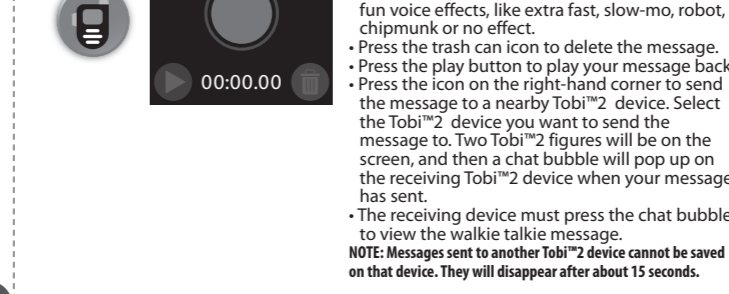 00:00.00
fun voice effects, like extra fast, slow-mo, robot,
chipmunk or no effect.
• Press the trash can icon to delete the message.
• Press the play button to play your message back
• Press the icon on the right-hand corner to send
the message to a nearby Tobi™2 device. Select
the Tobi™2 device you want to send the
message to. Two Tobi™2 figures will be on the
screen, and then a chat bubble will pop up on
the receiving Tobi™2 device when your message
has sent.
• The receiving device must press the chat bubble
to view the walkie talkie message.
NOTE: Messages sent to another Tobi™2 device cannot be saved
on that device. They will disappear after about 15 seconds.